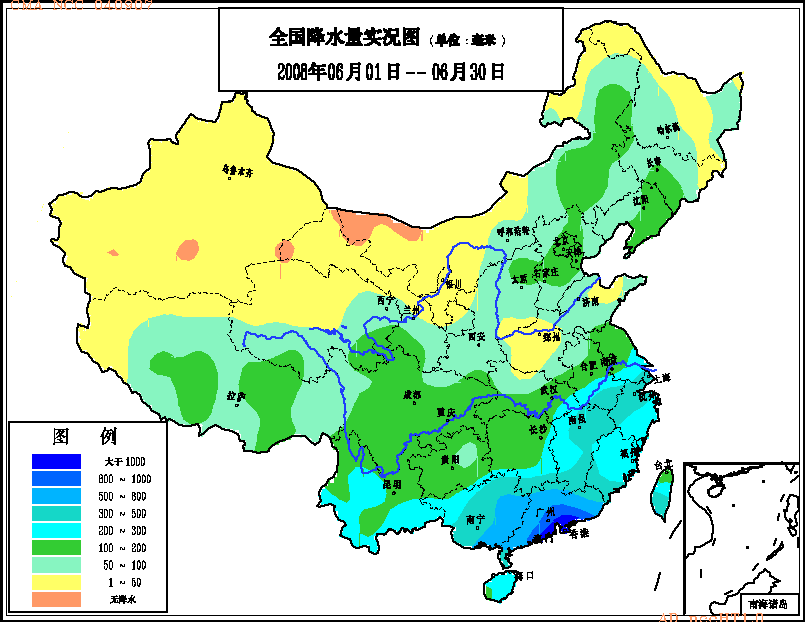 全国降水量实况图 (单位：毫米)
2008年06月01日 -- 06月30日
哈尔滨
长春
乌鲁木齐
沈阳
呼和浩特
北京
天津
太原
石家庄
银川
西宁
济南
兰州
西安
郑州
合肥
南京
上海
拉萨
成都
武汉
杭州
重庆
南昌
长沙
贵阳
福州
台北
昆明
南宁
广州
香港
澳门
海口
图 例
大于1000
800 ~ 1000
500 ~ 800
300 ~ 500
200 ~ 300
100 ~ 200
50 ~ 100
1 ~ 50
无降水
南海诸岛